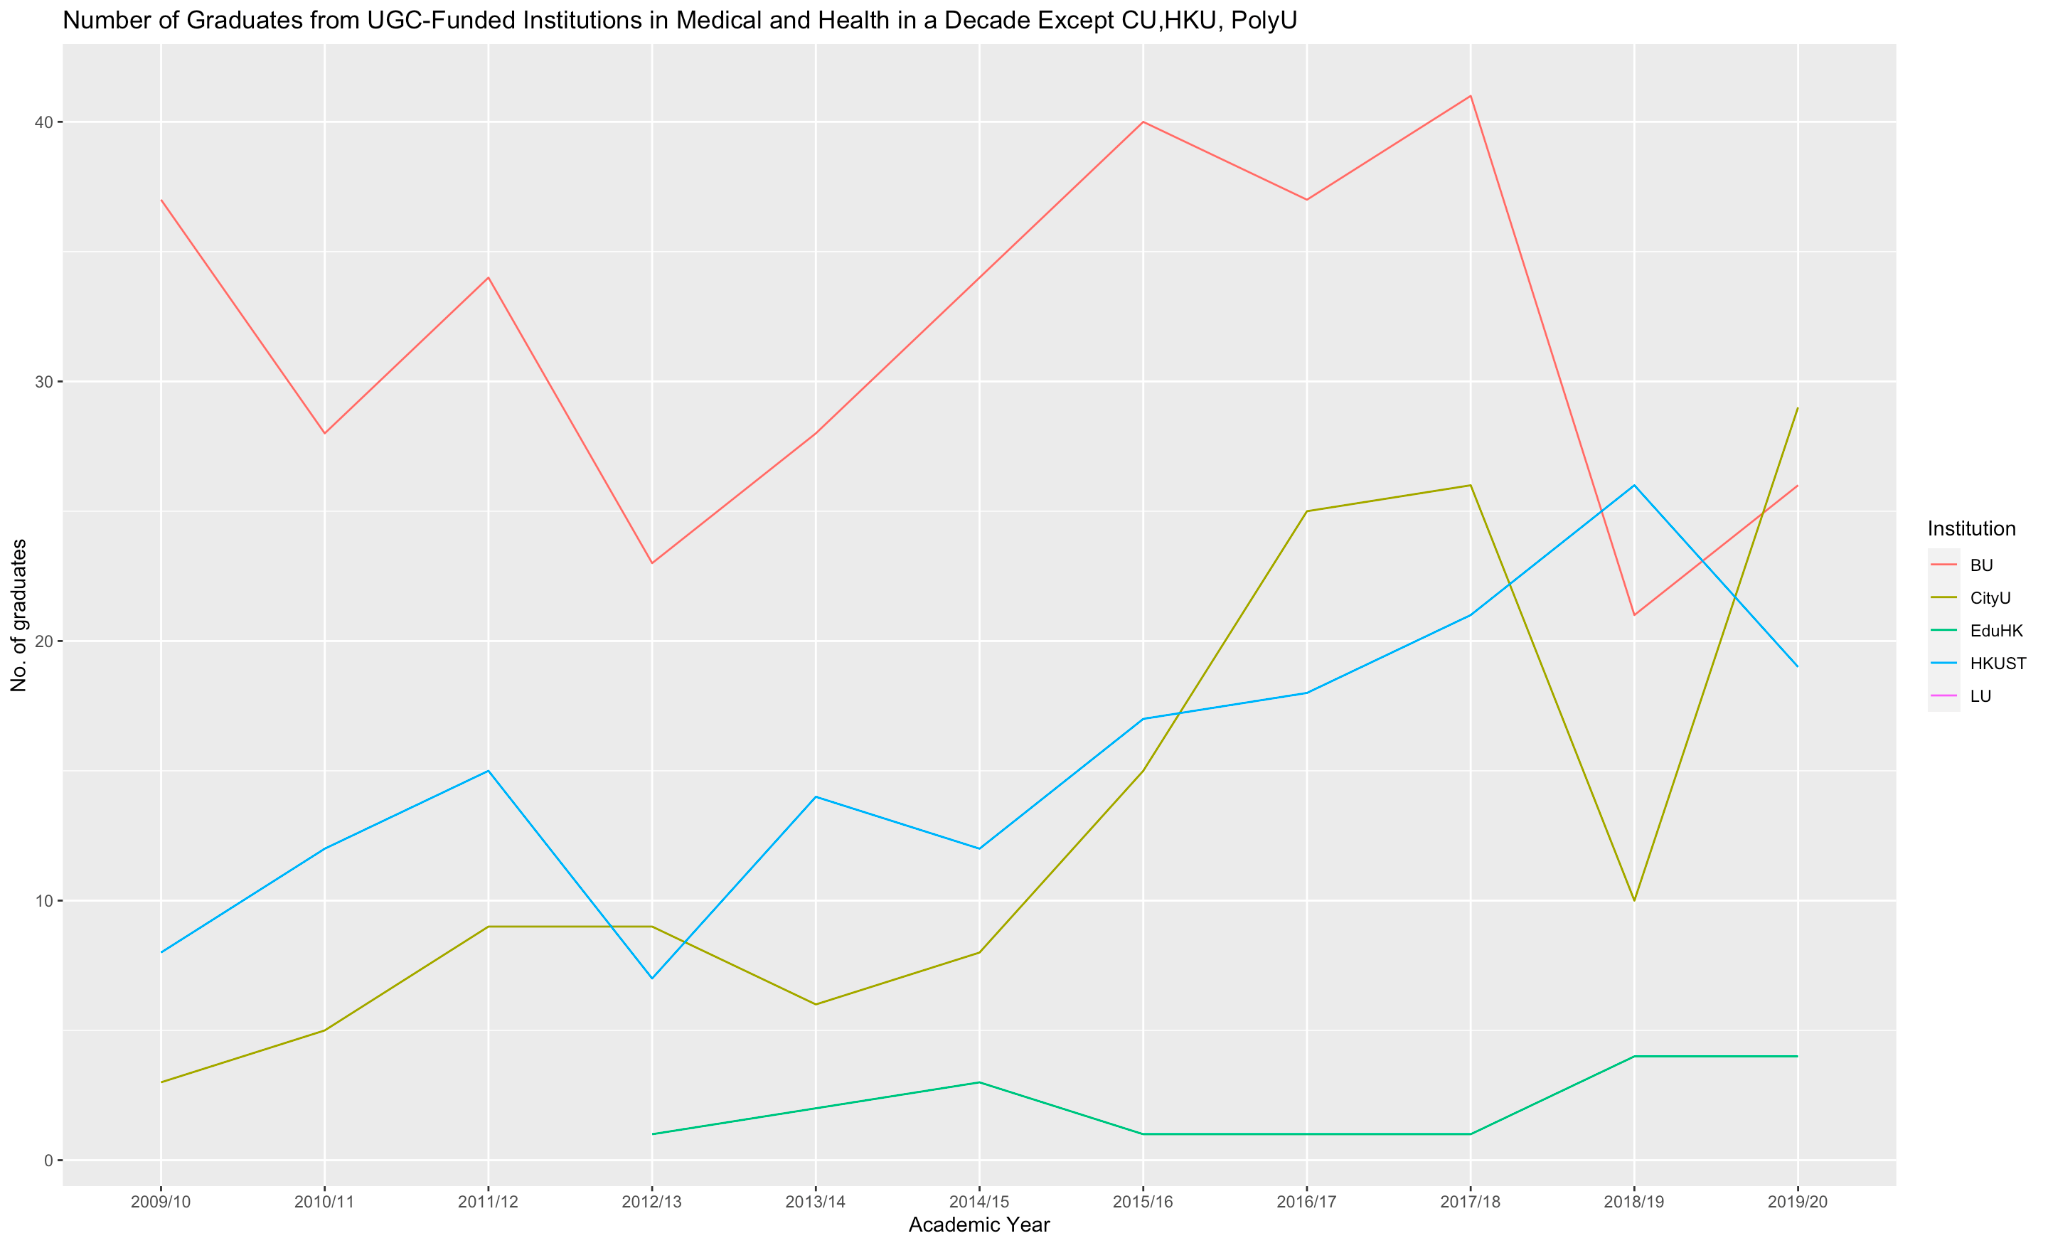 Number of Graduates from UGC-Funded Institutions in Medical and Health in a Decade Except CU,HKU, PolyU
No. of graduates
40
30
20
10
0
2009/10 2010/11 2011/12 2012/13 2013/14 2014/15 2015/16 2016/17 2017/18 2018/19 2019/20
Academic Year
Institution
BU
CityU
EduHK
HKUST
LU